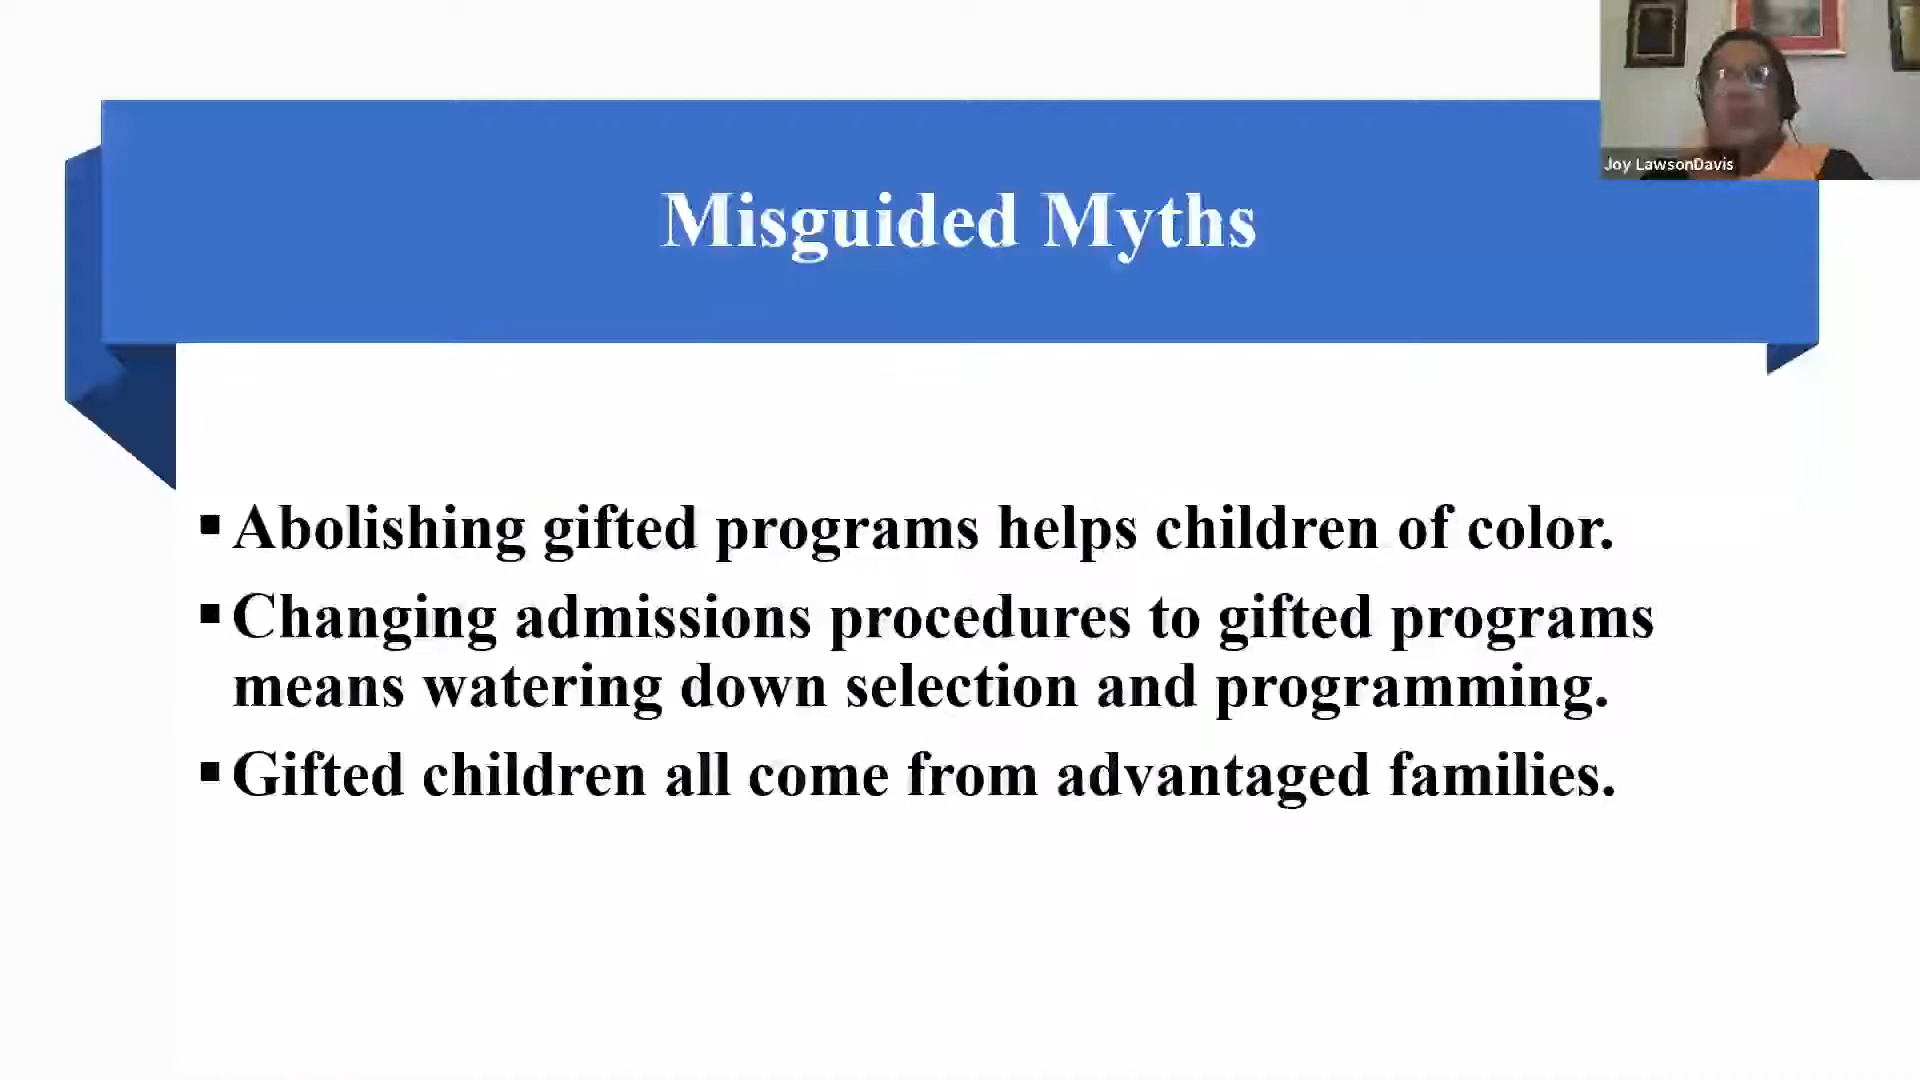 Joy LawsonDavis
Misguided Myths
▪ Abolishing gifted programs helps children of color.
▪ Changing admissions procedures to gifted programs
means watering down selection and programming.
▪ Gifted children all come from advantaged families.